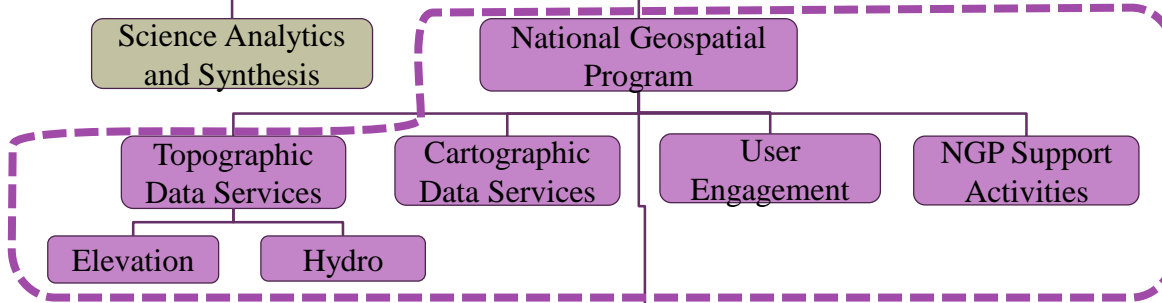 Science Analytics
and Synthesis
National Geospatial
Program
Topographic
Data Services
Cartographic
Data Services
User
Engagement
NGP Support
Activities
Elevation
Hydro